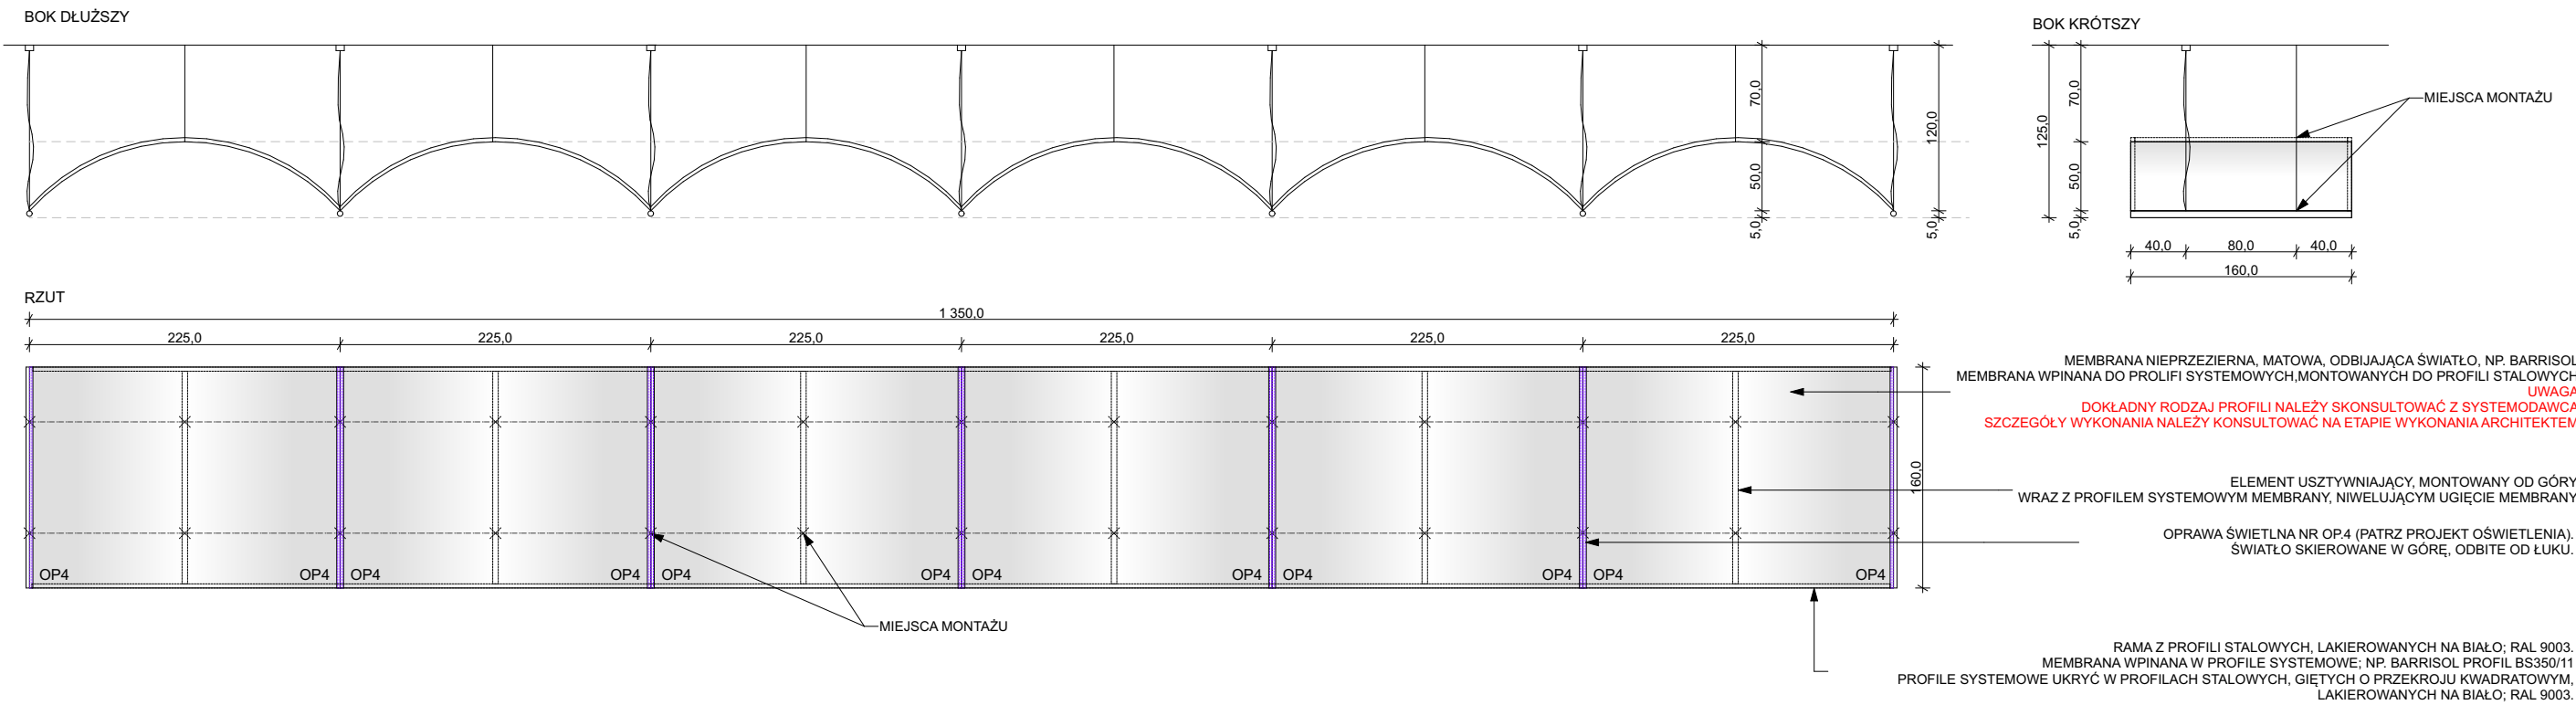 BOK DŁUŻSZY
70,0
50,0
5,0
120,0
5,0
BOK KRÓTSZY
125,0
70,0
50,0
5,0
MIEJSCA MONTAŻU
40,0 80,0 40,0
160,0
RZUT
1 350,0
225,0 225,0 225,0 225,0 225,0 225,0
160,0
OP4 OP4 OP4 OP4 OP4 OP4 OP4 OP4 OP4 OP4 OP4 OP4
MIEJSCA MONTAŻU
MEMBRANA NIEPRZEZIERNA, MATOWA, ODBIJAJĄCA ŚWIATŁO, NP. BARRISOL
MEMBRANA WPINANA DO PROLIFI SYSTEMOWYCH,MONTOWANYCH DO PROFILI STALOWYCH
UWAGA
DOKŁADNY RODZAJ PROFILI NALEŻY SKONSULTOWAĆ Z SYSTEMODAWCĄ
SZCZEGÓŁY WYKONANIA NALEŻY KONSULTOWAĆ NA ETAPIE WYKONANIA ARCHITEKTEM
ELEMENT USZTYWNIAJĄCY, MONTOWANY OD GÓRY
WRAZ Z PROFILEM SYSTEMOWYM MEMBRANY, NIWELUJĄCYM UGIĘCIE MEMBRANY
OPRAWA ŚWIETLNA NR OP.4 (PATRZ PROJEKT OŚWIETLENIA).
ŚWIATŁO SKIEROWANE W GÓRĘ, ODBITE OD ŁUKU.
RAMA Z PROFILI STALOWYCH, LAKIEROWANYCH NA BIAŁO; RAL 9003.
MEMBRANA WPINANA W PROFILE SYSTEMOWE; NP. BARRISOL PROFIL BS350/11
PROFILE SYSTEMOWE UKRYĆ W PROFILACH STALOWYCH, GIĘTYCH O PRZEKROJU KWADRATOWYM,
LAKIEROWANYCH NA BIAŁO; RAL 9003.